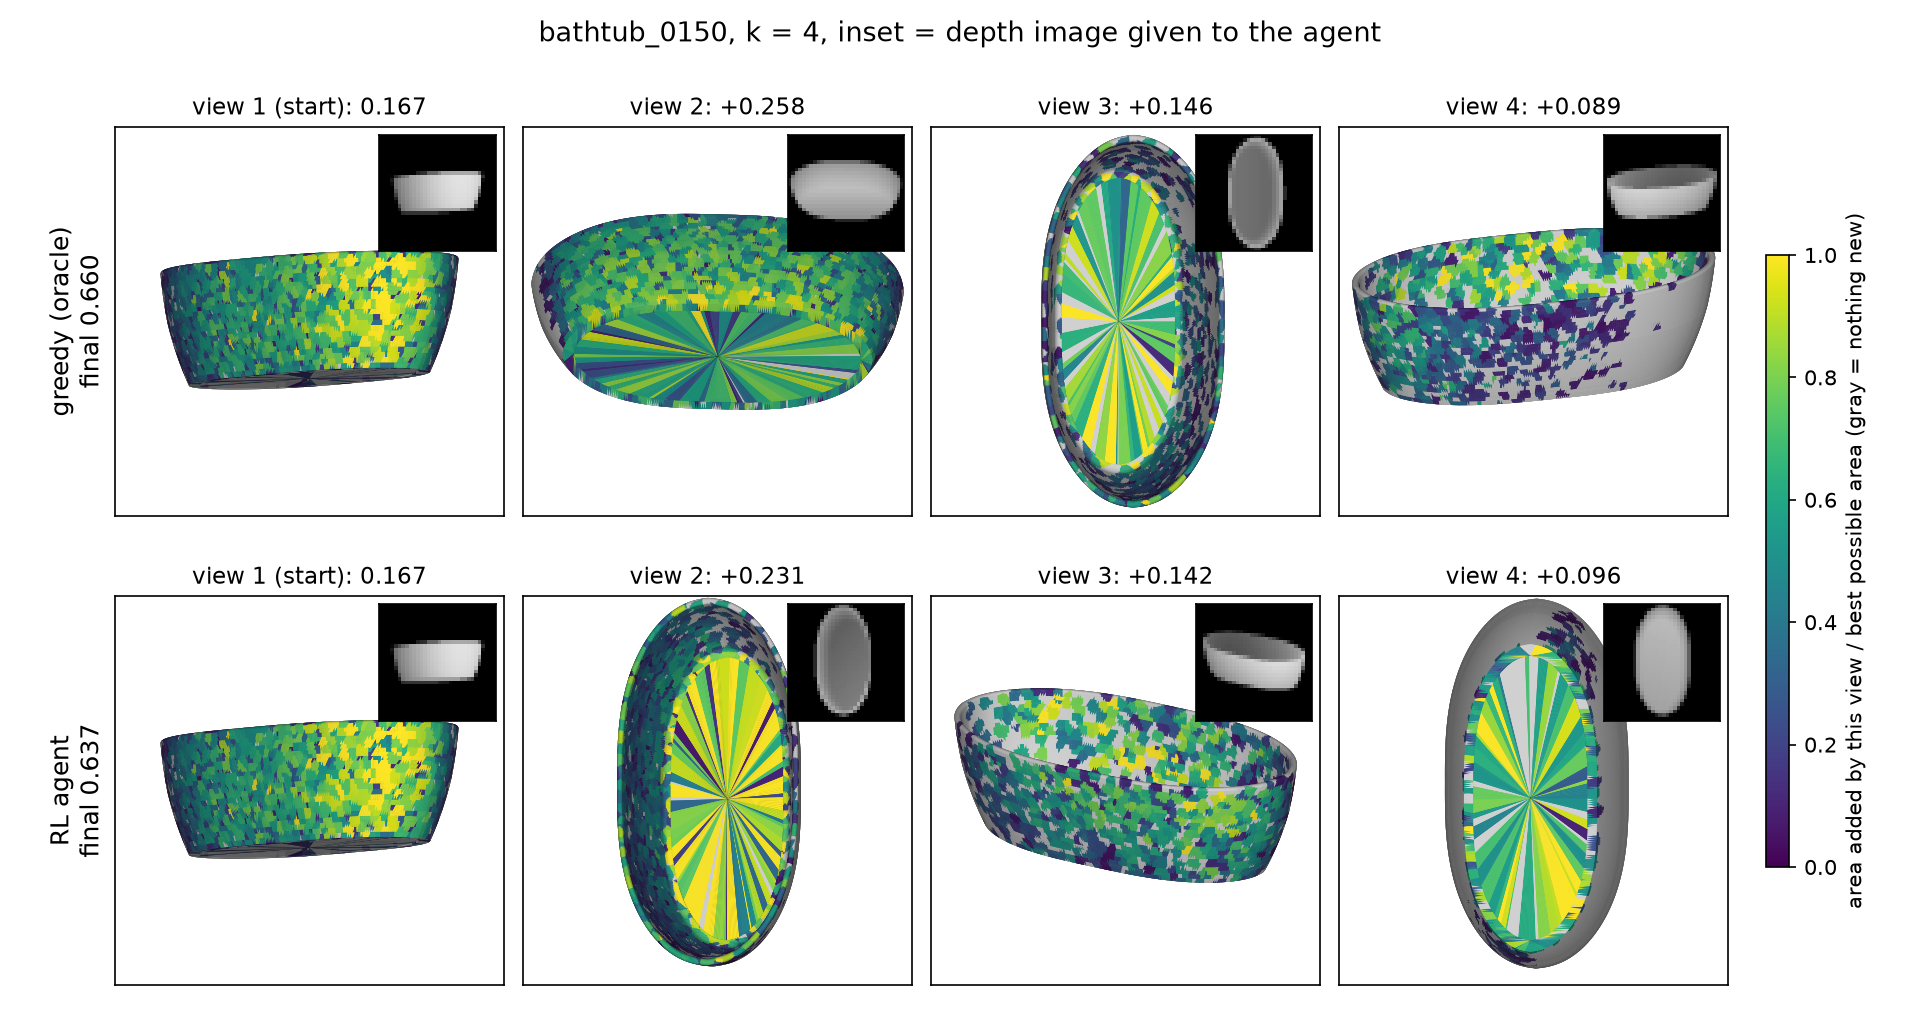 bathtub_0150, k = 4, inset = depth image given to the agent
greedy (oracle)
final 0.660
view 1 (start): 0.167
view 2: +0.258
view 3: +0.146
view 4: +0.089
RL agent
final 0.637
view 1 (start): 0.167
view 2: +0.231
view 3: +0.142
view 4: +0.096
1.0
0.8
0.6
0.4
0.2
0.0
area added by this view / best possible area (gray = nothing new)